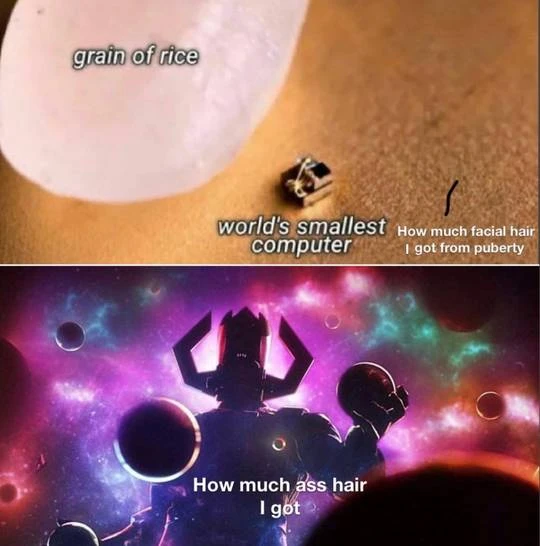 grain of rice
world's smallest
computer
How much facial hair
I got from puberty
How much ass hair
I got